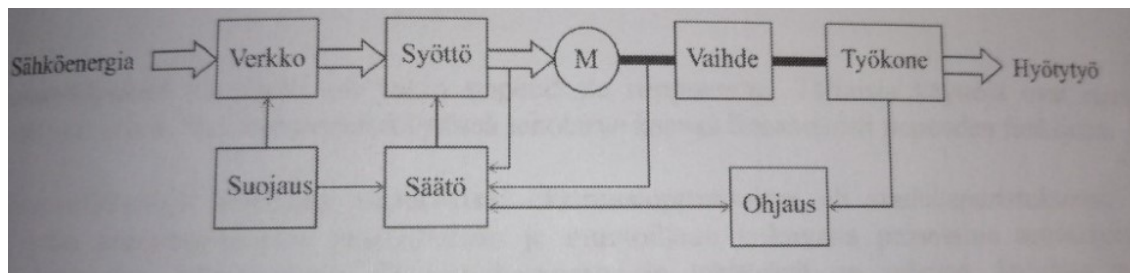 Sähköenergia
Verkko
Syöttö
M
Vaihde
Työkone
Hyötytyö
Suojaus
Säätö
Ohjaus